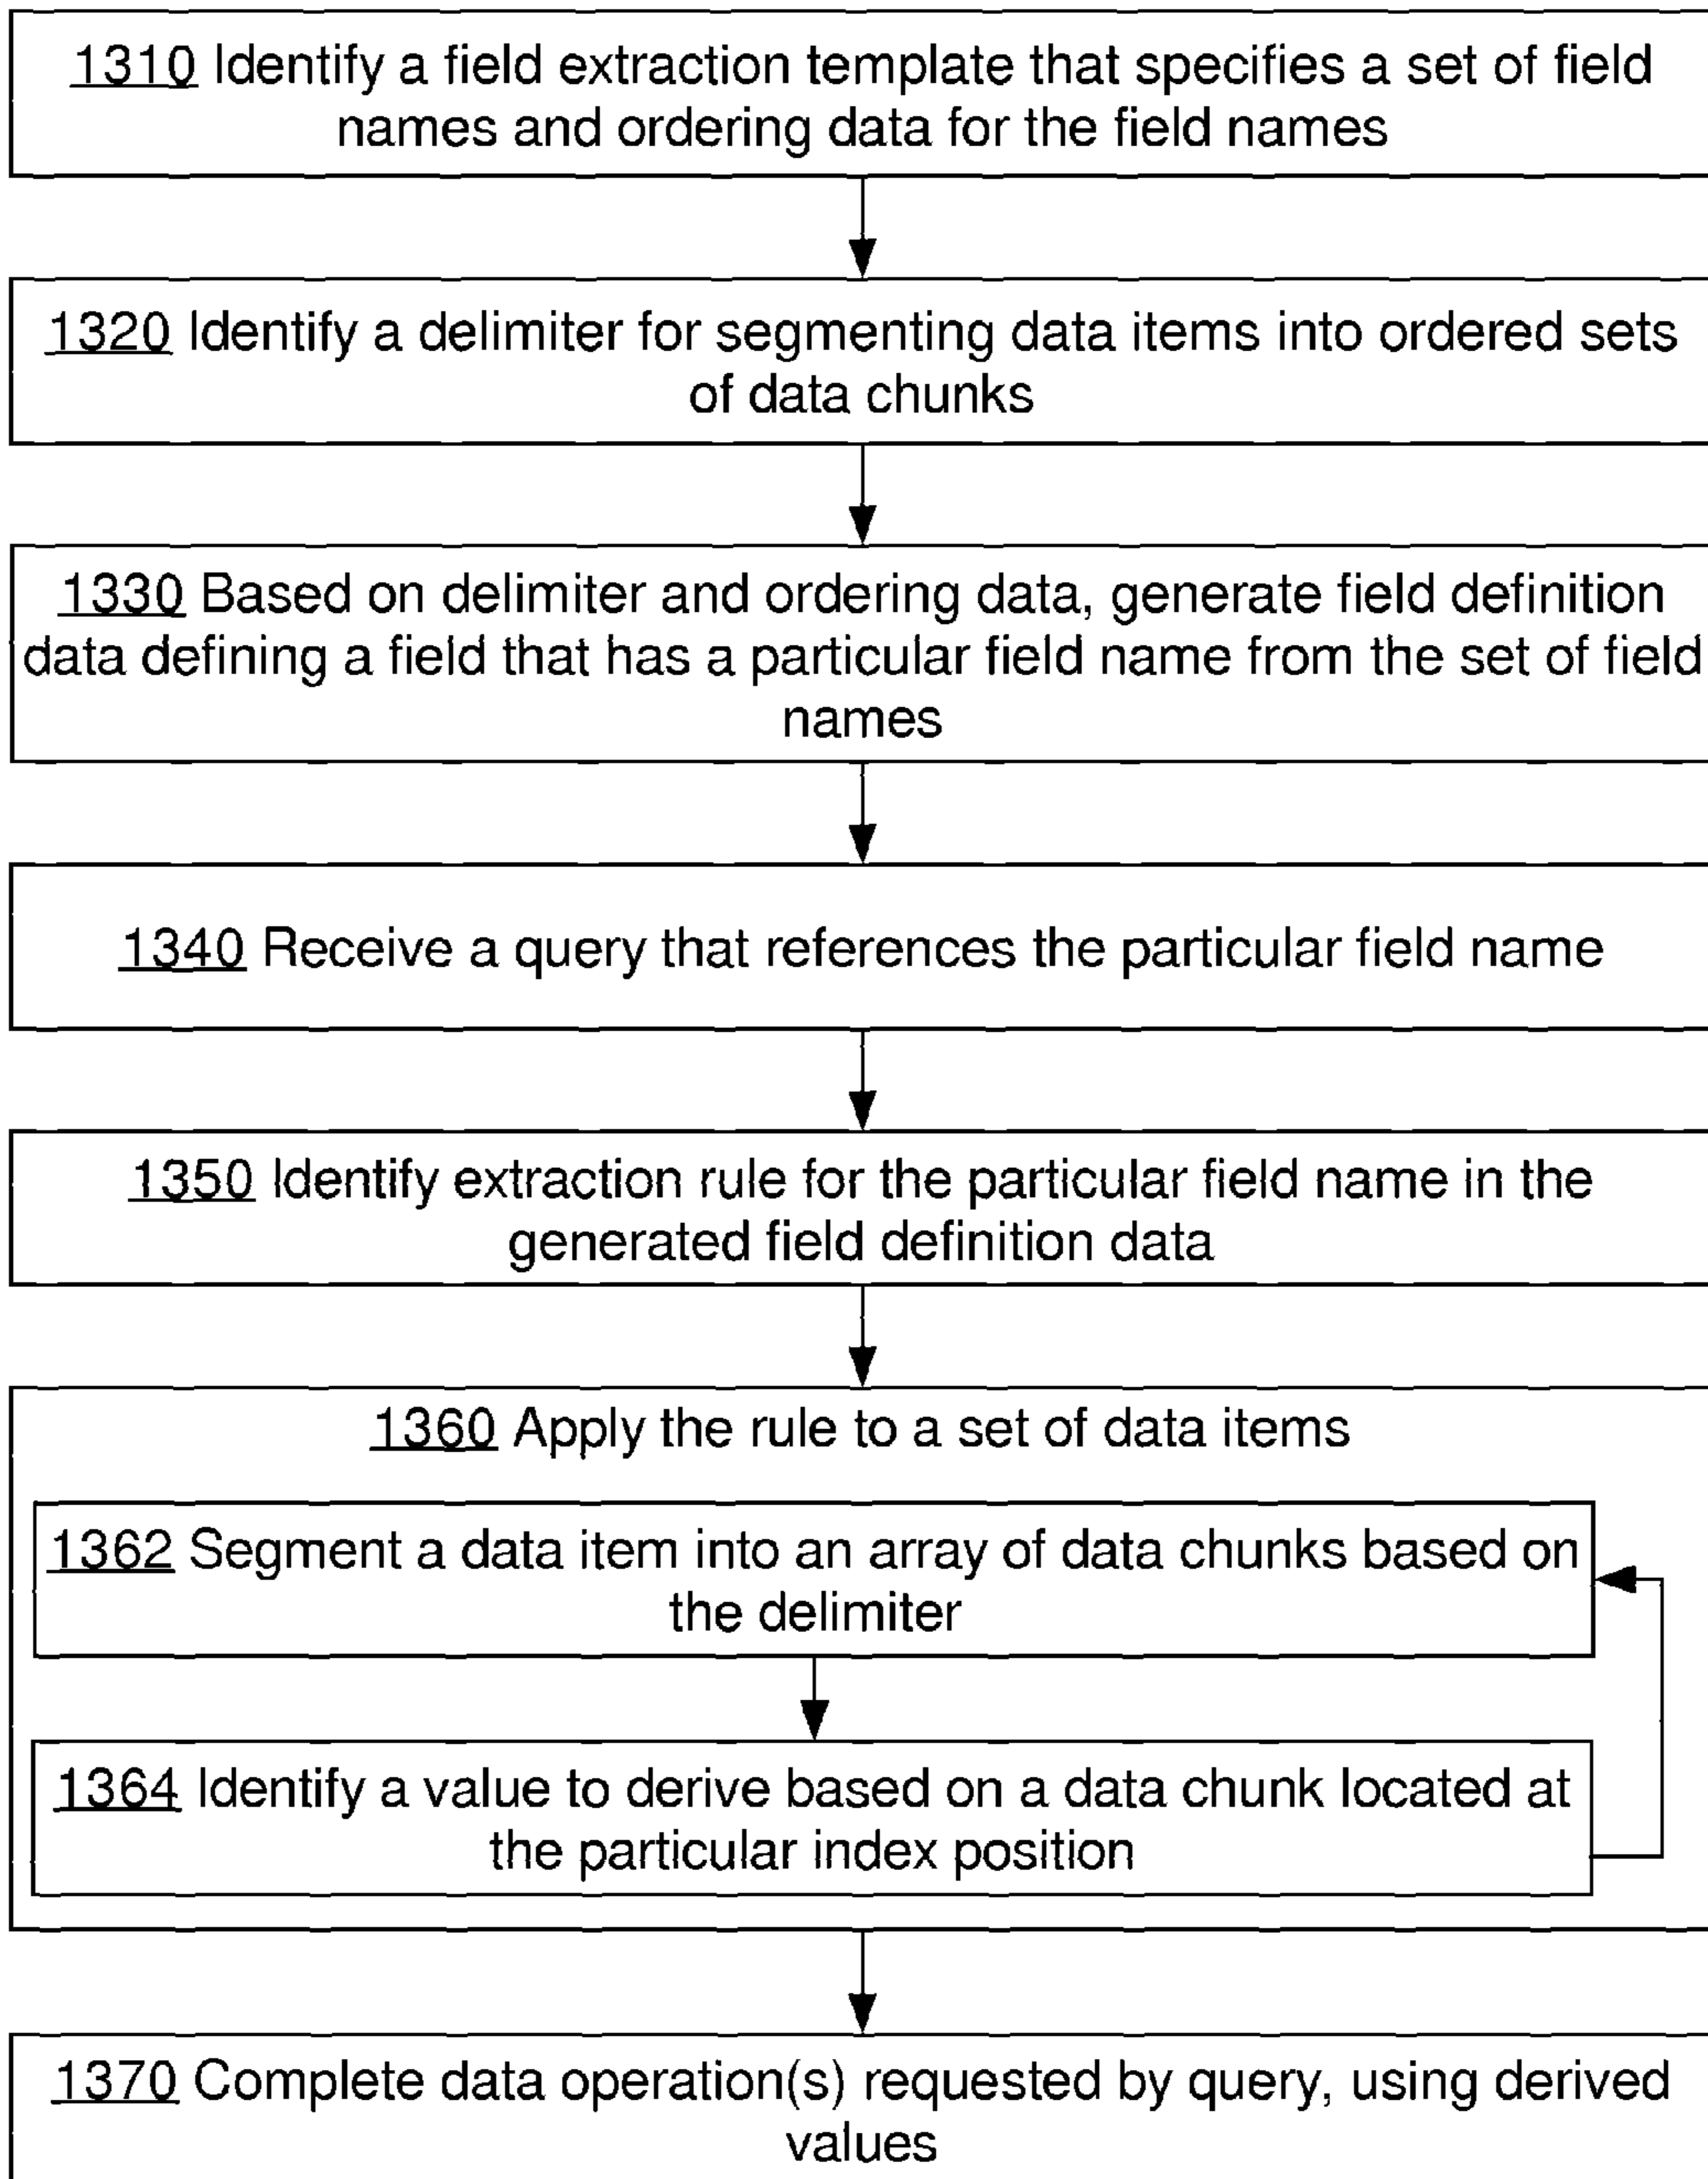 1310 Identify a field extraction template that specifies a set of field
names and ordering data for the field names
1320 Identify a delimiter for segmenting data items into ordered sets
of data chunks
1330 Based on delimiter and ordering data, generate field definition
data defining a field that has a particular field name from the set of field
names
1340 Receive a query that references the particular field name
1350 Identify extraction rule for the particular field name in the
generated field definition data
1360 Apply the rule to a set of data items
1362 Segment a data item into an array of data chunks based on
the delimiter
1364 Identify a value to derive based on a data chunk located at
the particular index position
1370 Complete data operation(s) requested by query, using derived
values